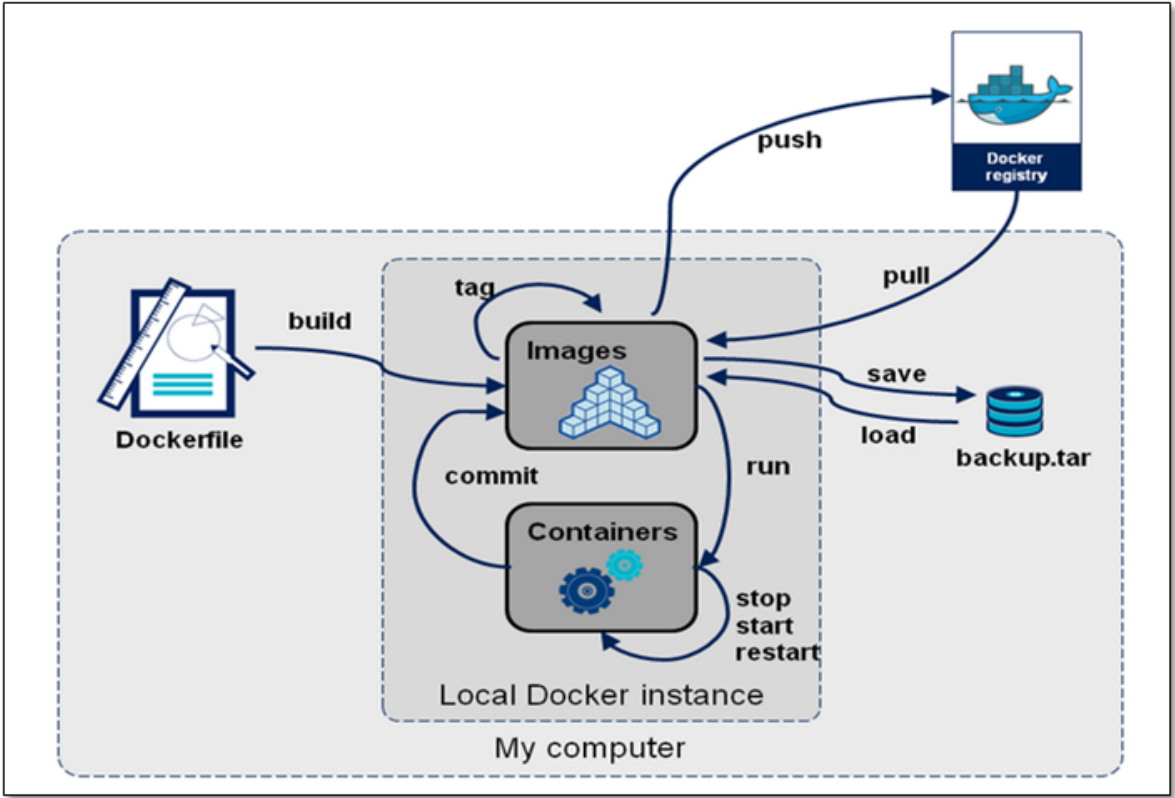 push
Docker
registry
pull
tag
build
Images
save
load
Dockerfile
backup.tar
commit
run
Containers
stop
start
restart
Local Docker instance
My computer